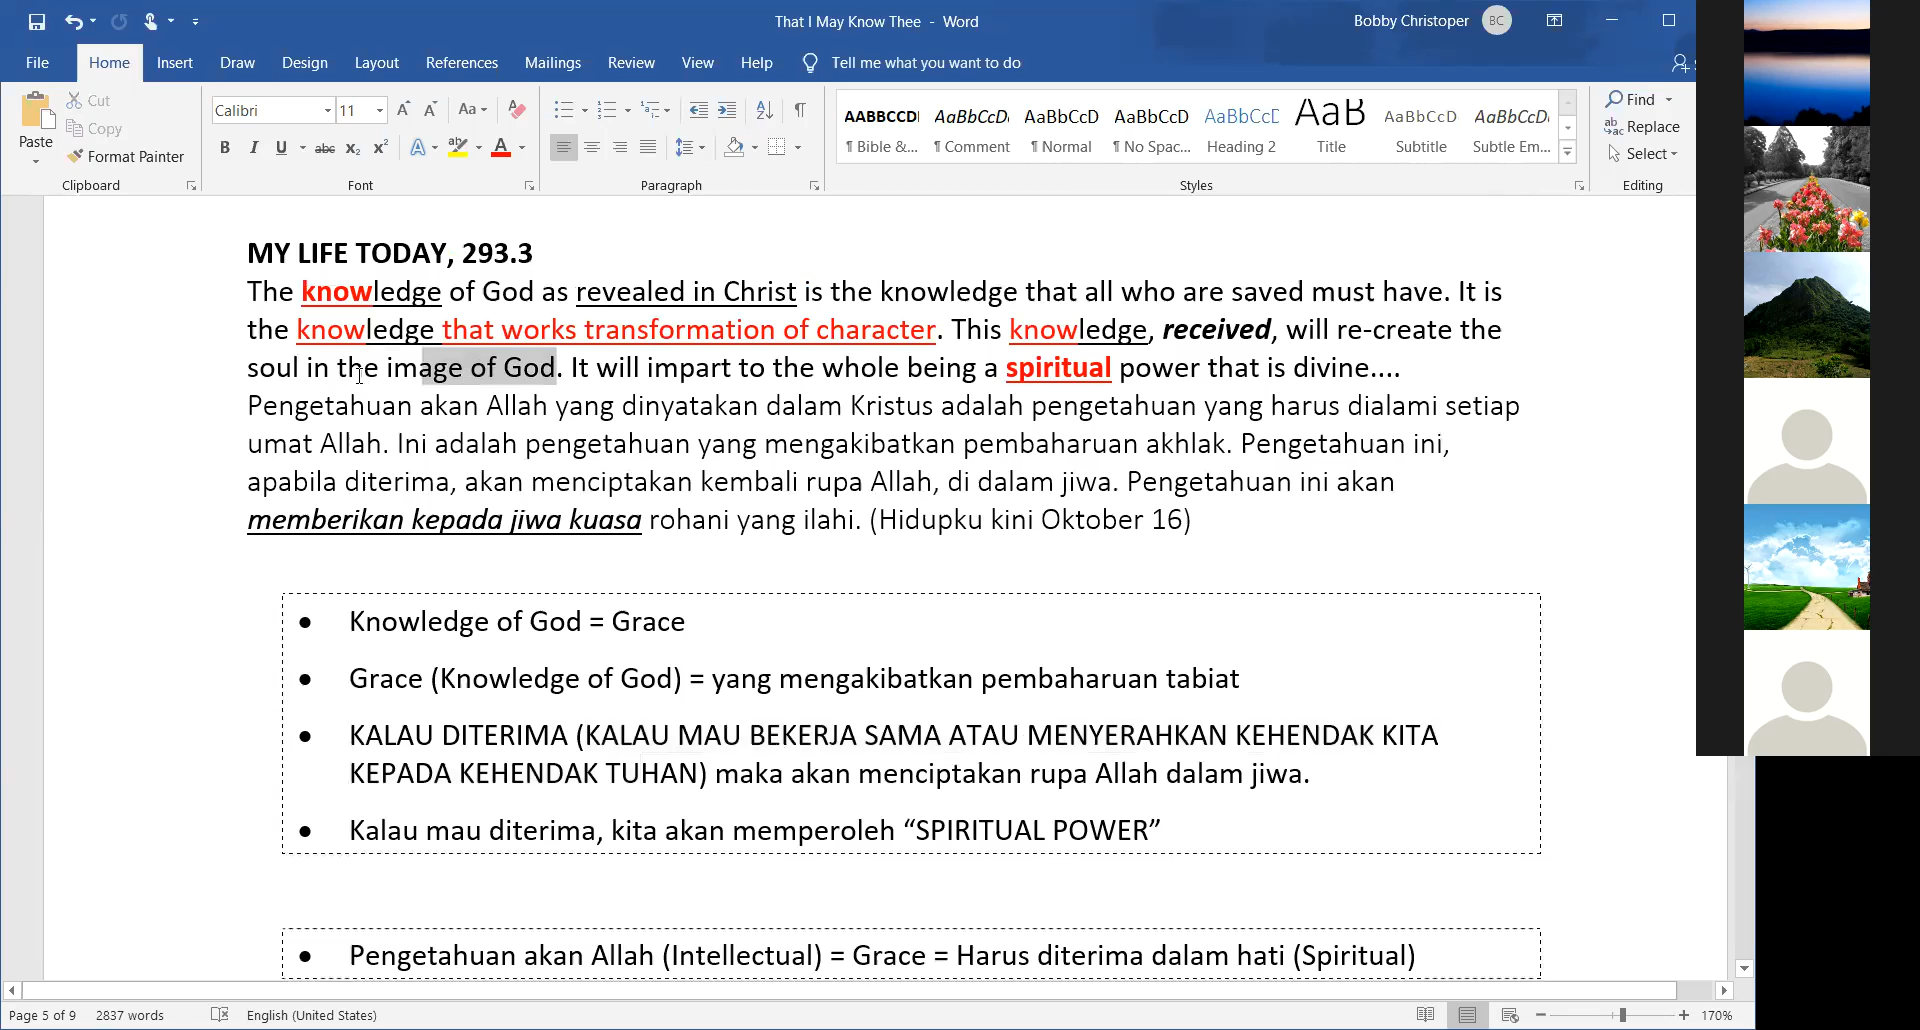 That I May Know Thee - Word
Bobby Christoper BC
File Home Insert Draw Design Layout References Mailings Review View Help Tell me what you want to do
Paste
Cut
Copy
Format Painter
Clipboard
Calibri 11
Font
Paragraph
AABBCCDI AaBbCcDı AaBbCcD AaBbCcD AaBbCcD AaB AaBbCcD AaBbCcDı
¶ Bible &... ¶ Comment ¶ Normal ¶ No Spac... Heading 2 Title Subtitle Subtle Em...
Styles
Find
Replace
Select
Editing
MY LIFE TODAY, 293.3
The knowledge of God as revealed in Christ is the knowledge that all who are saved must have. It is
the knowledge that works transformation of character. This knowledge, received, will re-create the
soul in the image of God. It will impart to the whole being a spiritual power that is divine....
Pengetahuan akan Allah yang dinyatakan dalam Kristus adalah pengetahuan yang harus dialami setiap
umat Allah. Ini adalah pengetahuan yang mengakibatkan pembaharuan akhlak. Pengetahuan ini,
apabila diterima, akan menciptakan kembali rupa Allah, di dalam jiwa. Pengetahuan ini akan
memberikan kepada jiwa kuasa rohani yang ilahi. (Hidupku kini Oktober 16)
• Knowledge of God = Grace
• Grace (Knowledge of God) = yang mengakibatkan pembaharuan tabiat
• KALAU DITERIMA (KALAU MAU BEKERJA SAMA ATAU MENYERAHKAN KEHENDAK KITA
KEPADA KEHENDAK TUHAN) maka akan menciptakan rupa Allah dalam jiwa.
• Kalau mau diterima, kita akan memperoleh “SPIRITUAL POWER”
• Pengetahuan akan Allah (Intellectual) = Grace = Harus diterima dalam hati (Spiritual)
Page 5 of 9 2837 words English (United States) 170%